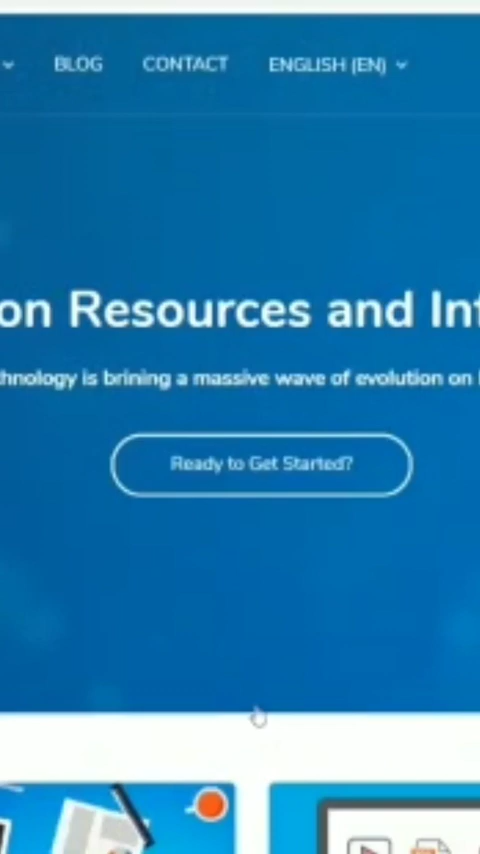 BLOG CONTACT ENGLISH (EN)
on Resources and Inf
hnology is brining a massive wave of evolution on
Ready to Get Started?